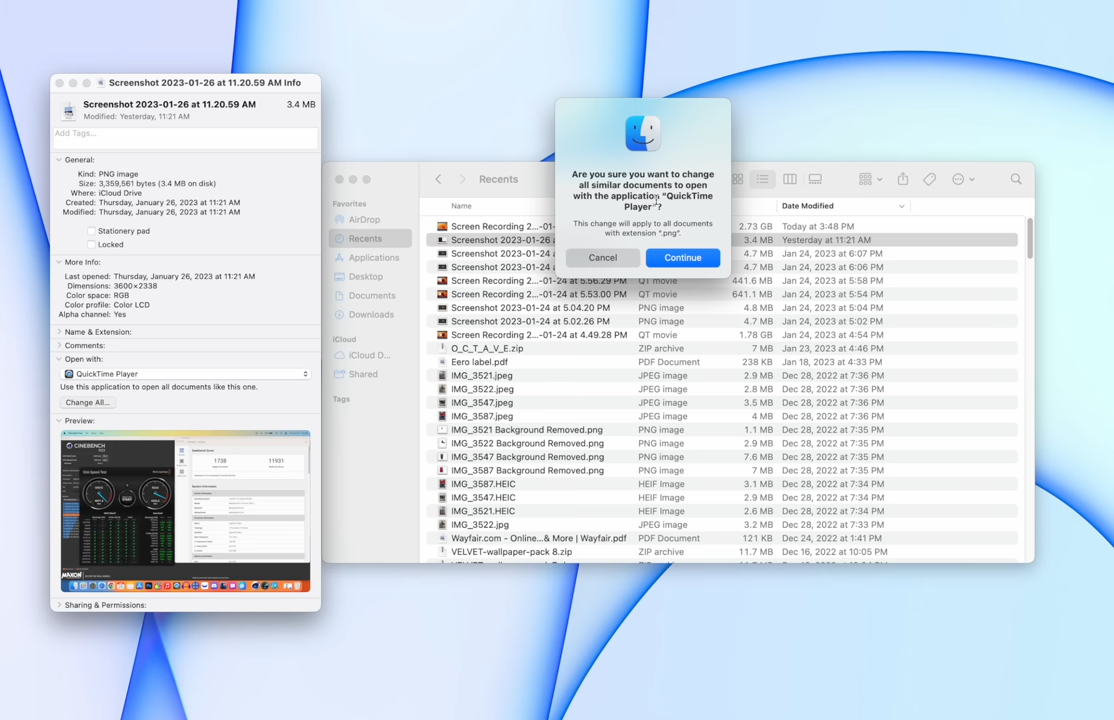 Screenshot 2023-01-26 at 11.20.59 AM Info
Screenshot 2023-01-26 at 11.20.59 AM 3.4 MB
Modified: Yesterday, 11:21 AM
Add Tags...
General:
Kind: PNG image
Size: 3,359,561 bytes (3.4 MB on disk)
Where: iCloud Drive
Created: Thursday, January 26, 2023 at 11:21 AM
Modified: Thursday, January 26, 2023 at 11:21 AM
Stationery pad
Locked
More Info:
Last opened: Thursday, January 26, 2023 at 11:21 AM
Dimensions: 3600×2338
Color space: RGB
Color profile: Color LCD
Alpha channel: Yes
Name & Extension:
Comments:
Open with:
QuickTime Player
Use this application to open all documents like this one.
Change All...
Preview:
CINEBENCH
1738 11931
MAXON
Sharing & Permissions:
Are you sure you want to change
all similar documents to open
with the application "QuickTime
Player"?
This change will apply to all documents
with extension ".png".
Cancel Continue
Recents
Favorites
AirDrop
Recents
Applications
Desktop
Documents
Downloads
iCloud
iCloud D...
Shared
Tags
Name Date Modified
Screen Recording 2...-01- 2.73 GB Today at 3:48 PM
Screenshot 2023-01-26 a 3.4 MB Yesterday at 11:21 AM
Screenshot 2023-01-24 a 4.7 MB Jan 24, 2023 at 6:07 PM
Screenshot 2023-01-24 a 4.7 MB Jan 24, 2023 at 6:06 PM
Screen Recording 2...-01-24 at 5.56.29 PM QT movie 441.6 MB Jan 24, 2023 at 5:58 PM
Screen Recording 2...-01-24 at 5.53.00 PM QT movie 641.1 MB Jan 24, 2023 at 5:54 PM
Screenshot 2023-01-24 at 5.04.20 PM PNG image 4.8 MB Jan 24, 2023 at 5:04 PM
Screenshot 2023-01-24 at 5.02.26 PM PNG image 4.7 MB Jan 24, 2023 at 5:02 PM
Screen Recording 2...-01-24 at 4.49.28 PM QT movie 1.78 GB Jan 24, 2023 at 4:54 PM
O_C_T_A_V_E.zip ZIP archive 7 MB Jan 23, 2023 at 4:46 PM
Eero label.pdf PDF Document 238 KB Jan 18, 2023 at 4:33 PM
IMG_3521.jpeg JPEG image 2.9 MB Dec 28, 2022 at 7:36 PM
IMG_3522.jpeg JPEG image 2.8 MB Dec 28, 2022 at 7:36 PM
IMG_3547.jpeg JPEG image 3.5 MB Dec 28, 2022 at 7:36 PM
IMG_3587.jpeg JPEG image 4 MB Dec 28, 2022 at 7:36 PM
IMG_3521 Background Removed.png PNG image 1.1 MB Dec 28, 2022 at 7:36 PM
IMG_3522 Background Removed.png PNG image 2.9 MB Dec 28, 2022 at 7:36 PM
IMG_3547 Background Removed.png PNG image 7.6 MB Dec 28, 2022 at 7:36 PM
IMG_3587 Background Removed.png PNG image 7 MB Dec 28, 2022 at 7:36 PM
IMG_3587.HEIC HEIF Image 3.1 MB Dec 28, 2022 at 7:34 PM
IMG_3547.HEIC HEIF Image 2.9 MB Dec 28, 2022 at 7:34 PM
IMG_3521.HEIC HEIF Image 2.6 MB Dec 28, 2022 at 7:34 PM
IMG_3522.jpg JPEG image 3.2 MB Dec 28, 2022 at 7:33 PM
Wayfair.com - Online...& More | Wayfair.pdf PDF Document 121 KB Dec 24, 2022 at 1:41 PM
VELVET-wallpaper-pack 8.zip ZIP archive 11.7 MB Dec 16, 2022 at 10:05 PM